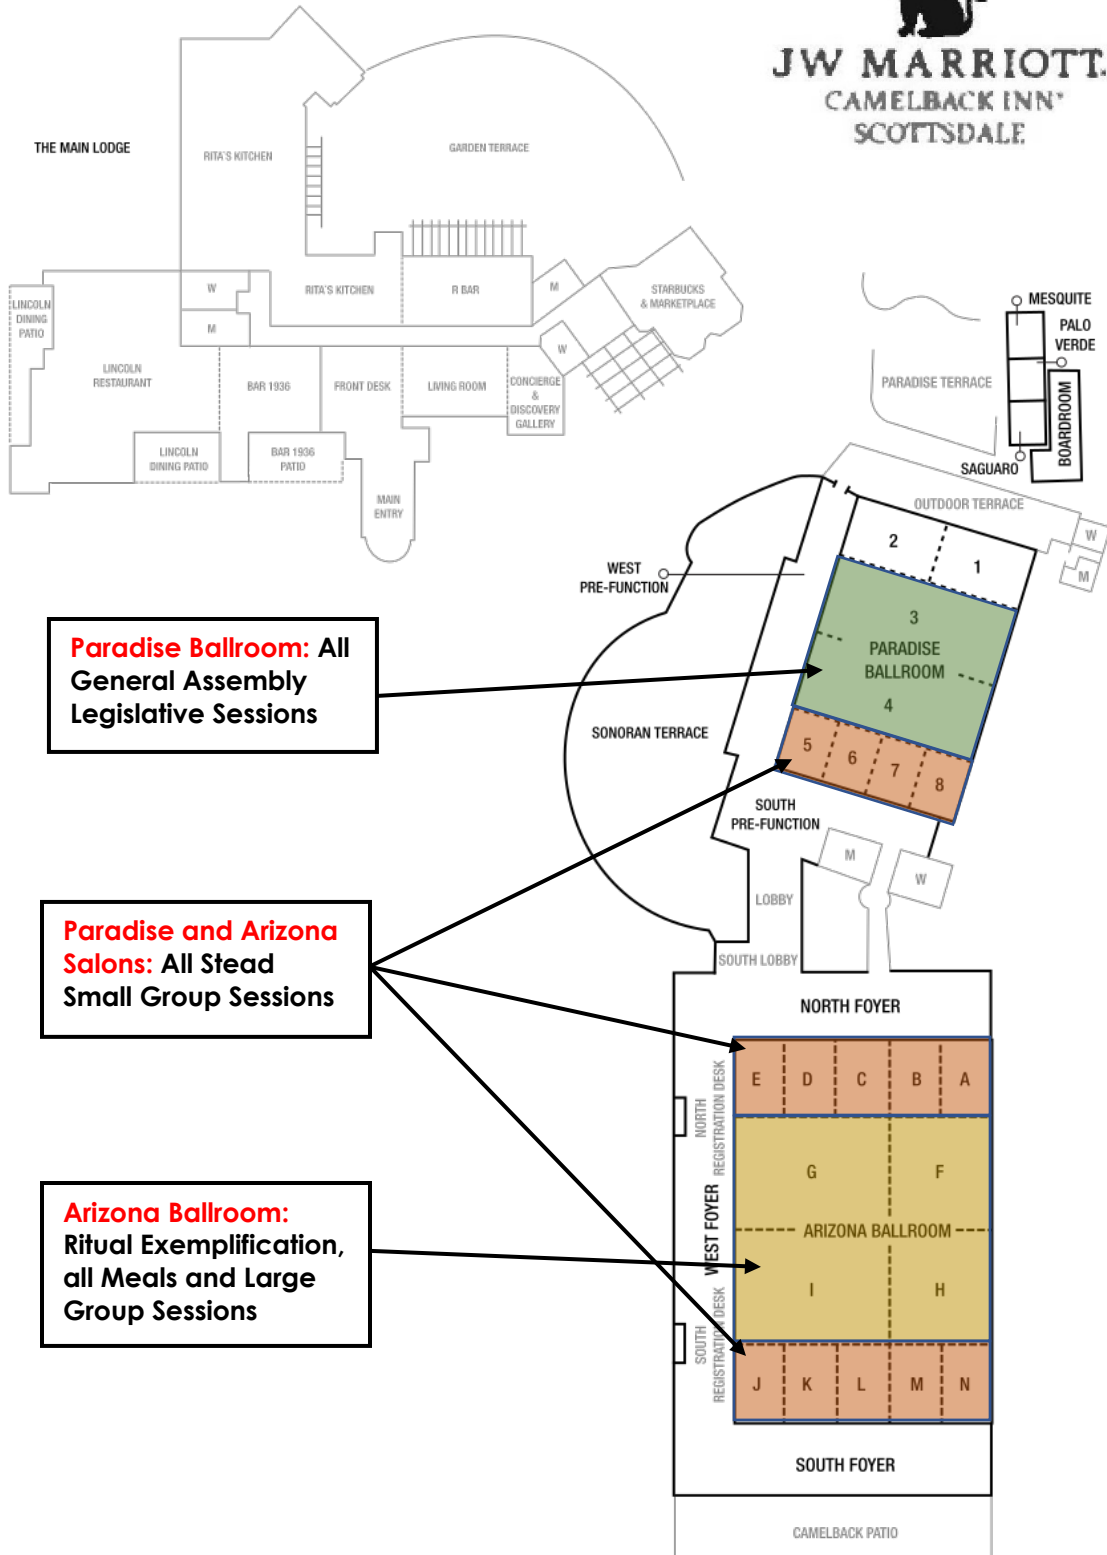 JW MARRIOTT
CAMELBACK INN
SCOTTSDALE
THE MAIN LODGE
RITA'S KITCHEN
GARDEN TERRACE
LINCOLN
DINING
PATIO
W
M
RITA'S KITCHEN
R BAR
M
STARBUCKS
& MARKETPLACE
W
LINCOLN
RESTAURANT
BAR 1936
FRONT DESK
LIVING ROOM
CONCIERGE
&
DISCOVERY
GALLERY
LINCOLN
DINING PATIO
BAR 1936
PATIO
MAIN
ENTRY
MESQUITE
PALO
VERDE
PARADISE TERRACE
BOARDROOM
SAGUARO
OUTDOOR TERRACE
W
M
2
1
WEST
PRE-FUNCTION
3
PARADISE
BALLROOM
4
Paradise Ballroom: All
General Assembly
Legislative Sessions
SONORAN TERRACE
5
6
7
8
SOUTH
PRE-FUNCTION
M
W
LOBBY
SOUTH LOBBY
Paradise and Arizona
Salons: All Stead
Small Group Sessions
NORTH FOYER
E
D
C
B
A
NORTH
REGISTRATION DESK
G
F
WEST FOYER
ARIZONA BALLROOM
I
H
Arizona Ballroom:
Ritual Exemplification,
all Meals and Large
Group Sessions
SOUTH
REGISTRATION DESK
J
K
L
M
N
SOUTH FOYER
CAMELBACK PATIO